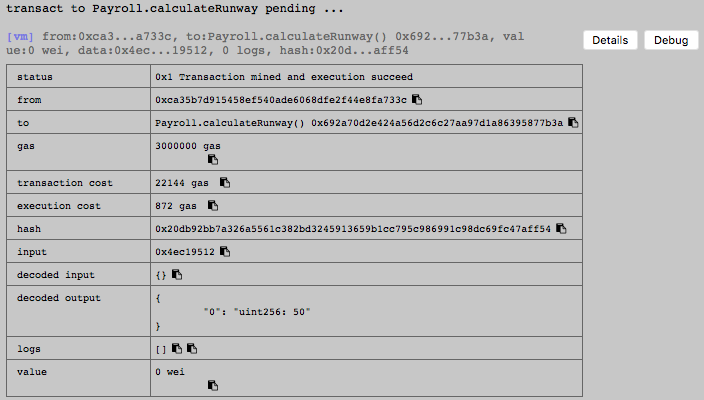 transact to Payroll.calculateRunway pending ...
[vm] from:0xca3...a733c, to:Payroll.calculateRunway() 0x692...77b3a, val
ue:0 wei, data:0x4ec...19512, 0 logs, hash:0x20d...aff54
Details
Debug
status 0x1 Transaction mined and execution succeed
from 0xca35b7d915458ef540ade6068dfe2f44e8fa733c
to Payroll.calculateRunway() 0x692a70d2e424a56d2c6c27aa97d1a86395877b3a
gas 3000000 gas
transaction cost 22144 gas
execution cost 872 gas
hash 0x20db92bb7a326a5561c382bd3245913659b1cc795c986991c98dc69fc47aff54
input 0x4ec19512
decoded input {}
decoded output {
"0": "uint256: 50"
}
logs []
value 0 wei